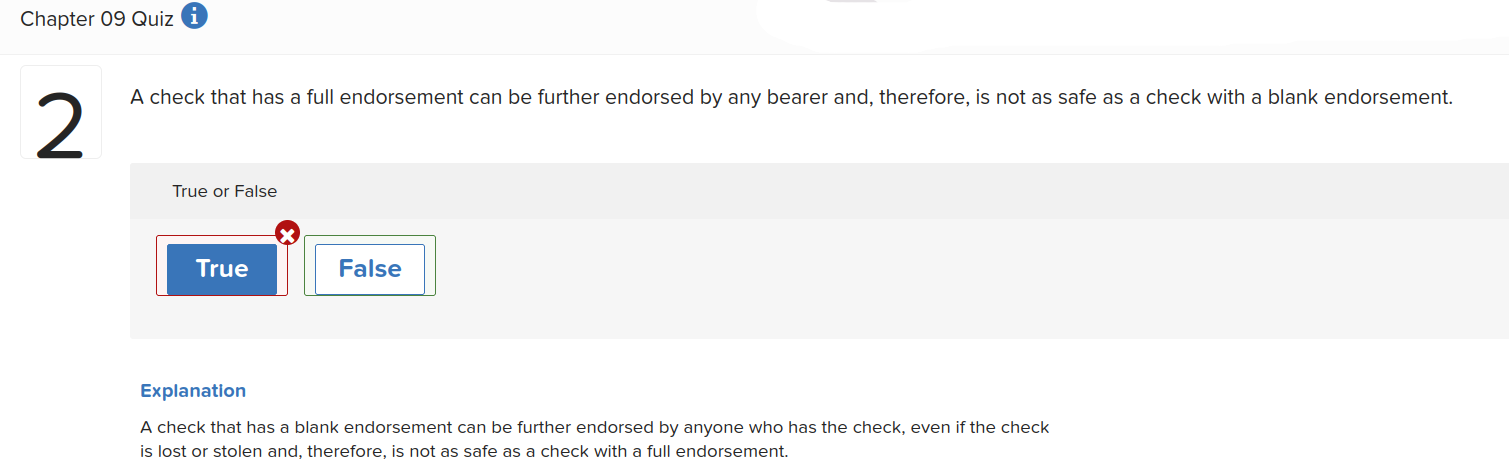 Chapter 09 Quiz i
2
A check that has a full endorsement can be further endorsed by any bearer and, therefore, is not as safe as a check with a blank endorsement.
True or False
True
False
Explanation
A check that has a blank endorsement can be further endorsed by anyone who has the check, even if the check
is lost or stolen and, therefore, is not as safe as a check with a full endorsement.